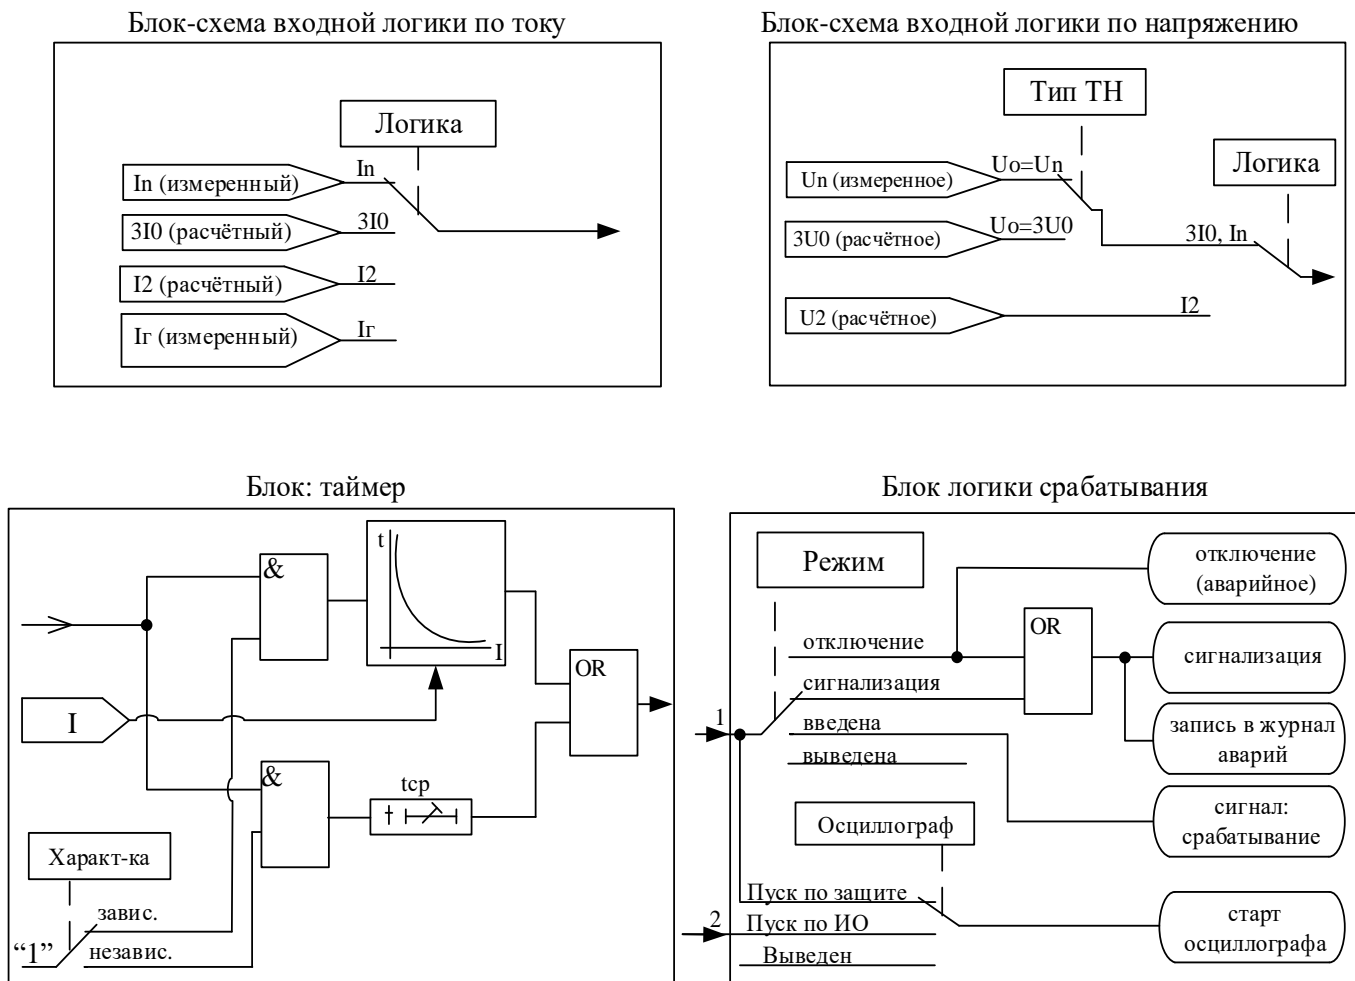 Блок-схема входной логики по току
Логика
In (измеренный)
In
3I0 (расчётный)
3I0
I2 (расчётный)
I2
Iг (измеренный)
Iг
Блок-схема входной логики по напряжению
Тип ТН
Логика
Un (измеренное)
Uo=Un
3U0 (расчётное)
Uo=3U0
3I0, In
U2 (расчётное)
I2
Блок: таймер
&
t
I
OR
I
&
tср
t
Характ-ка
завис.
“1”
независ.
Блок логики срабатывания
Режим
отключение
(аварийное)
OR
отключение
сигнализация
сигнализация
1
введена
запись в журнал
аварий
выведена
сигнал:
срабатывание
Осциллограф
Пуск по защите
2
Пуск по ИО
старт
осциллографа
Выведен